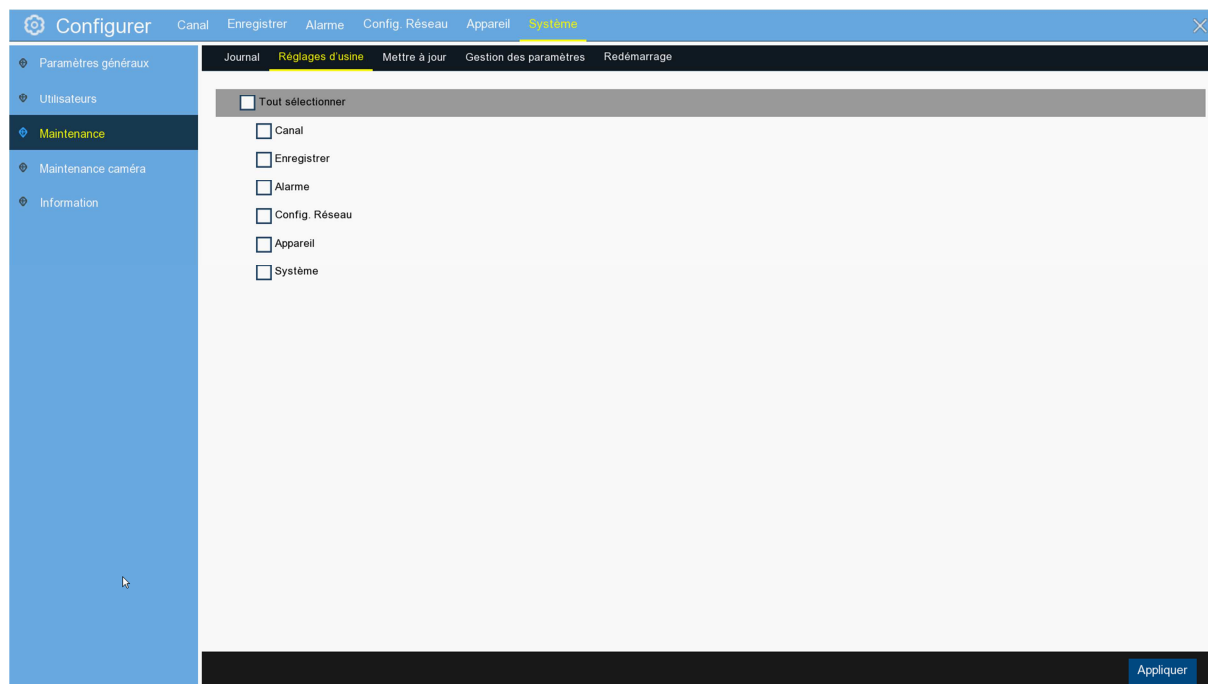 Configurer Canal Enregistrer Alarme Config. Réseau Appareil Système
Paramètres généraux
Utilisateurs
Maintenance
Maintenance caméra
Information
Journal Réglages d'usine Mettre à jour Gestion des paramètres Redémarrage
Tout sélectionner
Canal
Enregistrer
Alarme
Config. Réseau
Appareil
Système
Appliquer